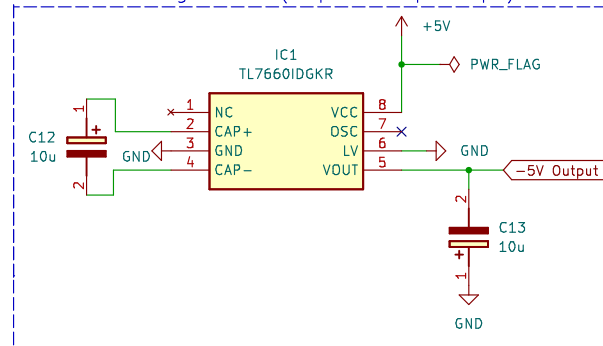 +5V
IC1
TL7660IDGKR
PWR_FLAG
1 NC VCC 8
2 CAP+ OSC 7
3 GND LV 6
4 CAP- VOUT 5
GND
GND
1
+
C12
10u
2
-5V Output
2
C13
10u
+
1
GND